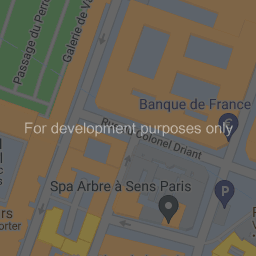 Passage du Perro
Galerie de V
Banque de France
For development purposes only
Rue du Colonel Driant
Spa Arbre à Sens Paris
P
l
l
c
s
rs
orter
P
V